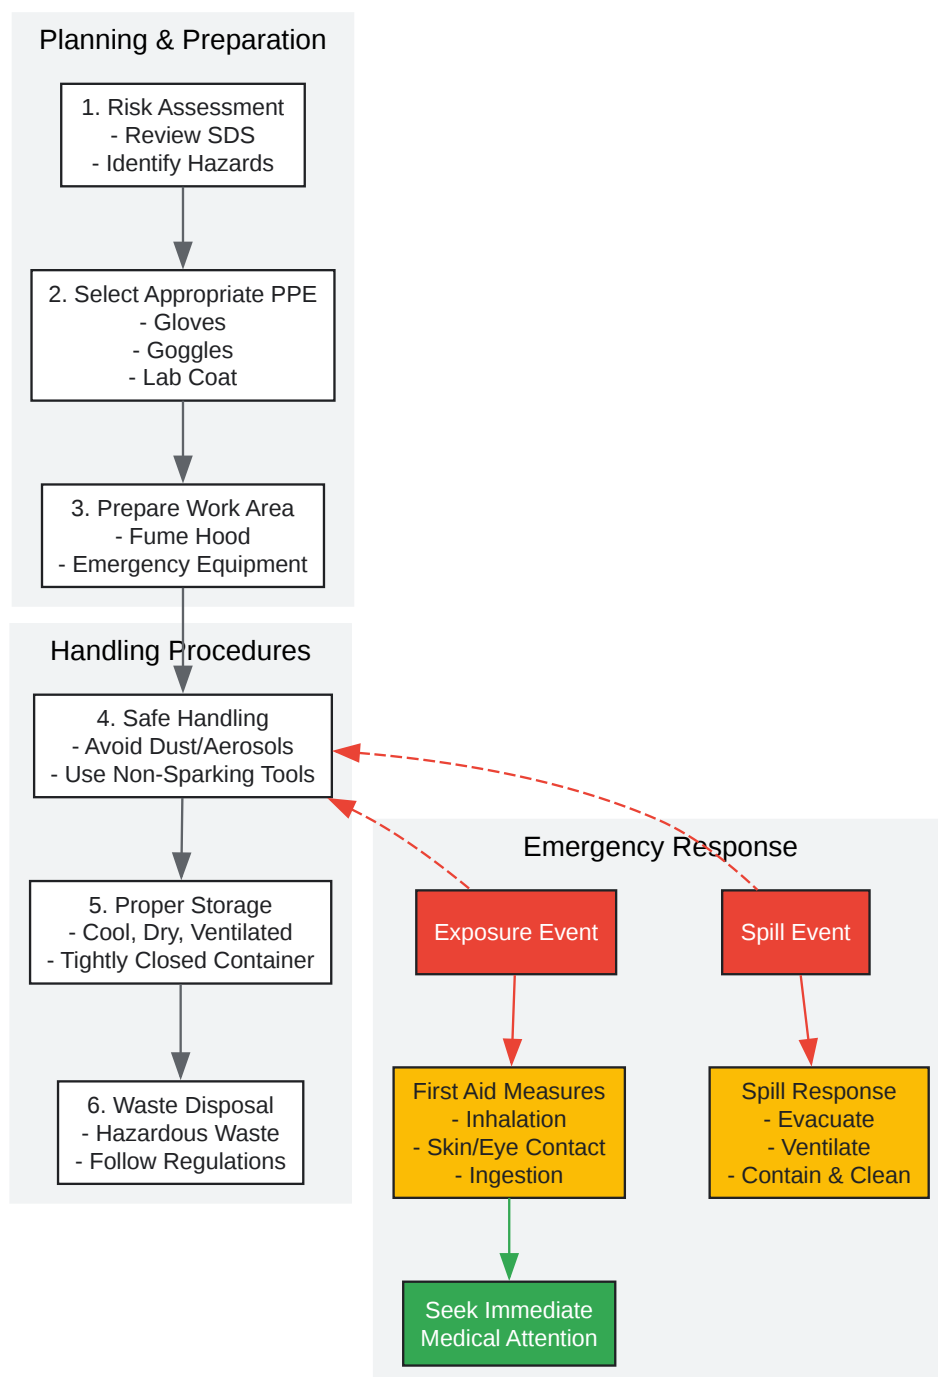 Planning & Preparation
1. Risk Assessment
- Review SDS
- Identify Hazards
2. Select Appropriate PPE
- Gloves
- Goggles
- Lab Coat
3. Prepare Work Area
- Fume Hood
- Emergency Equipment
Handling Procedures
4. Safe Handling
- Avoid Dust/Aerosols
- Use Non-Sparking Tools
5. Proper Storage
- Cool, Dry, Ventilated
- Tightly Closed Container
6. Waste Disposal
- Hazardous Waste
- Follow Regulations
Emergency Response
Exposure Event
Spill Event
First Aid Measures
- Inhalation
- Skin/Eye Contact
- Ingestion
Spill Response
- Evacuate
- Ventilate
- Contain & Clean
Seek Immediate
Medical Attention